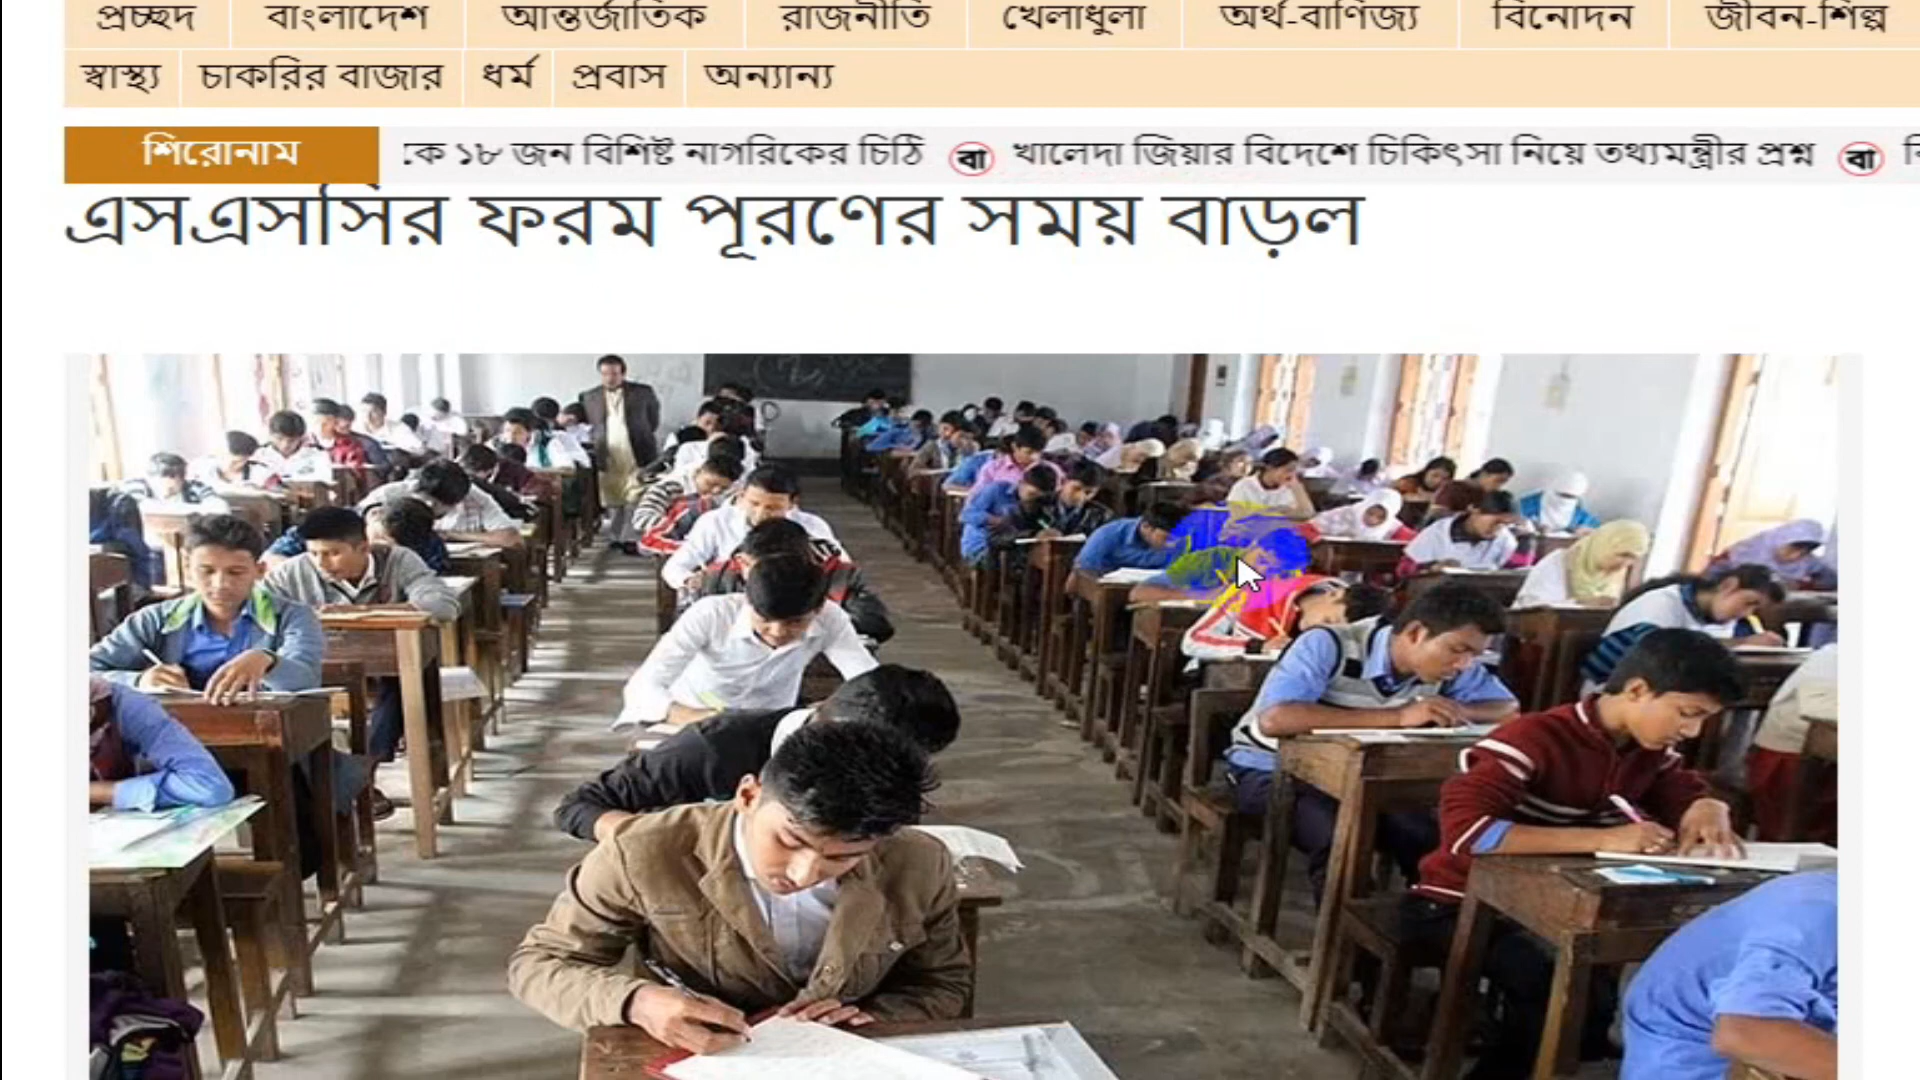 প্রচ্ছদ বাংলাদেশ আন্তর্জাতিক রাজনীতি খেলাধুলা অর্থ-বাণিজ্য বিনোদন জীবন-শিল্প
স্বাস্থ্য চাকরির বাজার ধর্ম প্রবাস অন্যান্য
শিরোনাম কে ১৮ জন বিশিষ্ট নাগরিকের চিঠি বা খালেদা জিয়ার বিদেশে চিকিৎসা নিয়ে তথ্যমন্ত্রীর প্রশ্ন বা
এসএসসির ফরম পূরণের সময় বাড়ল